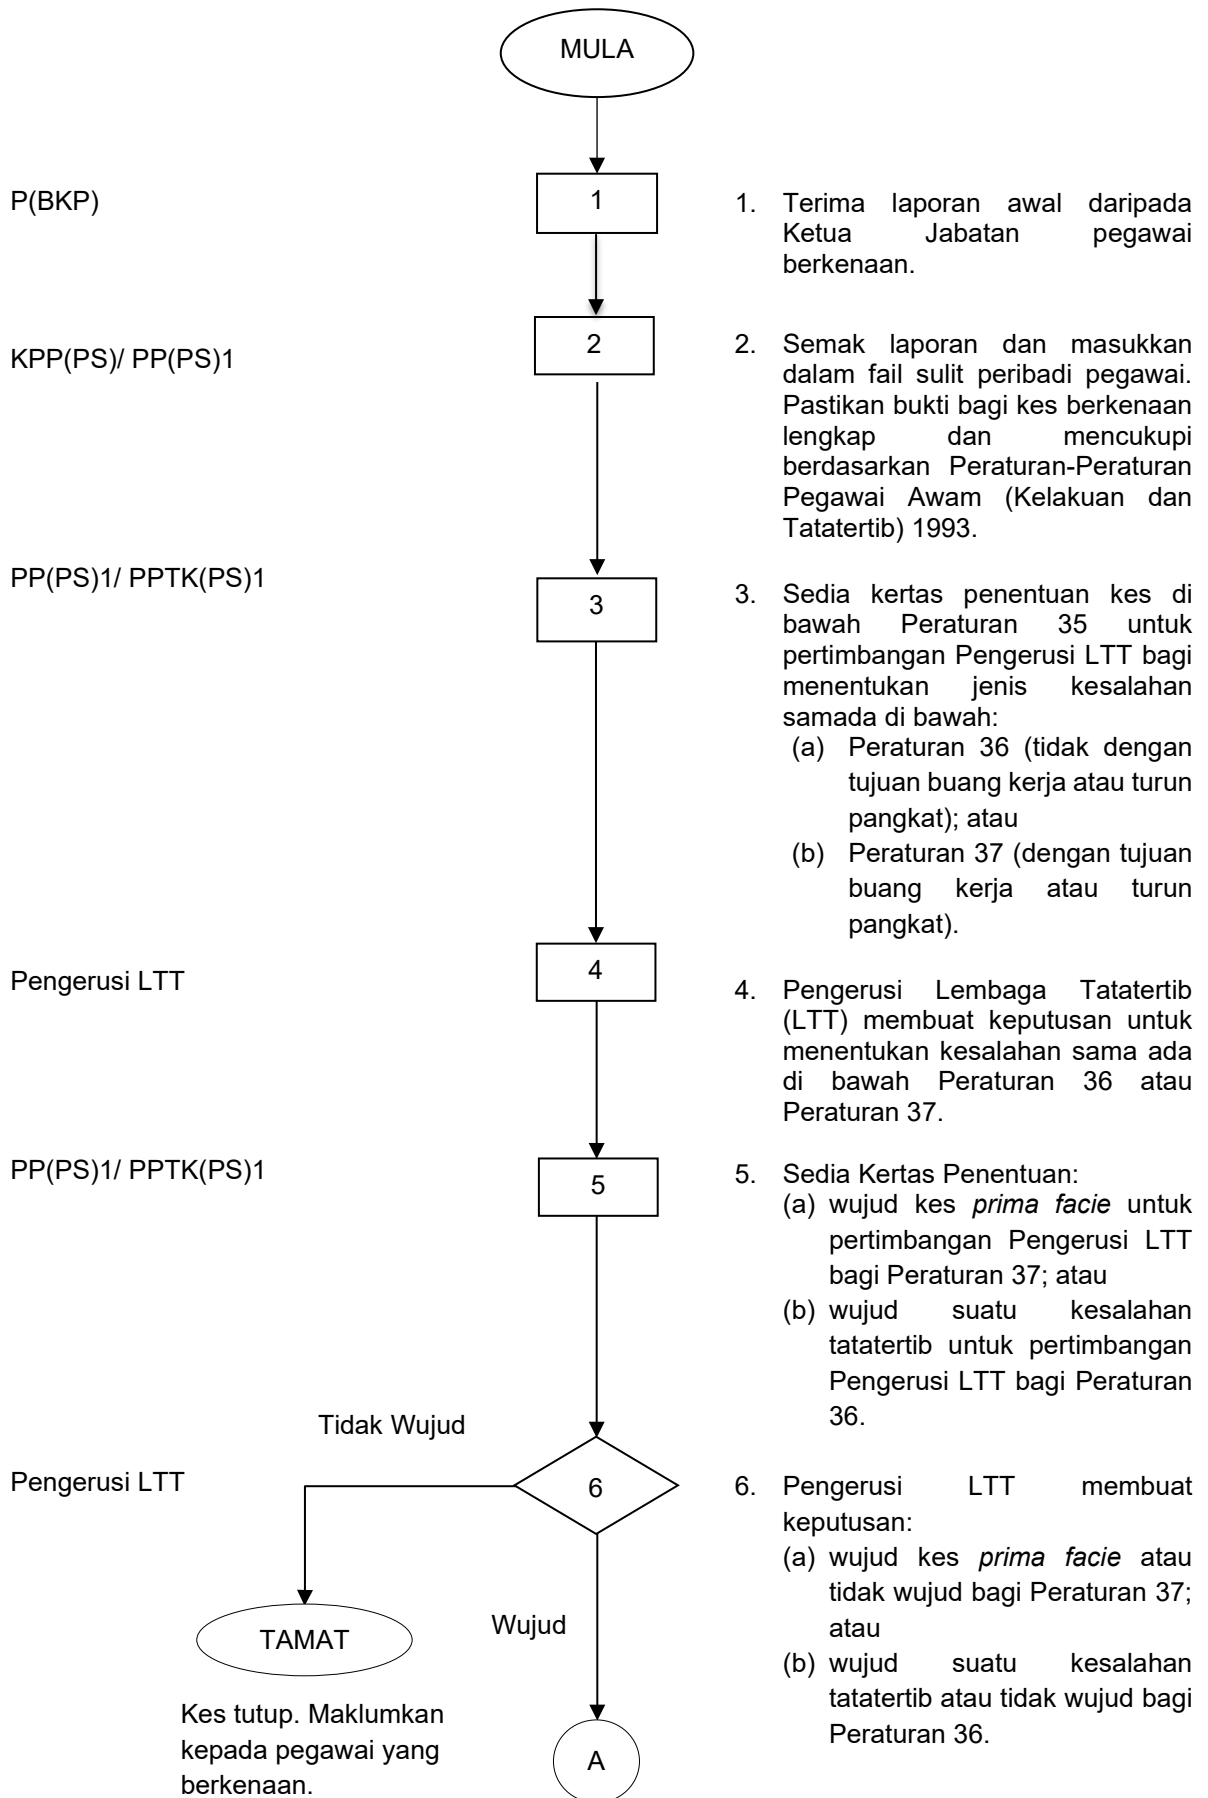 MULA
P(BKP)
1
1. Terima laporan awal daripada
Ketua Jabatan pegawai
berkenaan.
KPP(PS)/ PP(PS)1
2
2. Semak laporan dan masukkan
dalam fail sulit peribadi pegawai.
Pastikan bukti bagi kes berkenaan
lengkap dan mencukupi
berdasarkan Peraturan-Peraturan
Pegawai Awam (Kelakuan dan
Tatatertib) 1993.
PP(PS)1/ PPTK(PS)1
3
3. Sedia kertas penentuan kes di
bawah Peraturan 35 untuk
pertimbangan Pengerusi LTT bagi
menentukan jenis kesalahan
samada di bawah:
(a) Peraturan 36 (tidak dengan
tujuan buang kerja atau turun
pangkat); atau
(b) Peraturan 37 (dengan tujuan
buang kerja atau turun
pangkat).
Pengerusi LTT
4
4. Pengerusi Lembaga Tatatertib
(LTT) membuat keputusan untuk
menentukan kesalahan sama ada
di bawah Peraturan 36 atau
Peraturan 37.
PP(PS)1/ PPTK(PS)1
5
5. Sedia Kertas Penentuan:
(a) wujud kes prima facie untuk
pertimbangan Pengerusi LTT
bagi Peraturan 37; atau
(b) wujud suatu kesalahan
tatatertib untuk pertimbangan
Pengerusi LTT bagi Peraturan
36.
Tidak Wujud
Pengerusi LTT
6
6. Pengerusi LTT membuat
keputusan:
(a) wujud kes prima facie atau
tidak wujud bagi Peraturan 37;
atau
(b) wujud suatu kesalahan
tatatertib atau tidak wujud bagi
Peraturan 36.
Wujud
TAMAT
Kes tutup. Maklumkan
kepada pegawai yang
berkenaan.
A